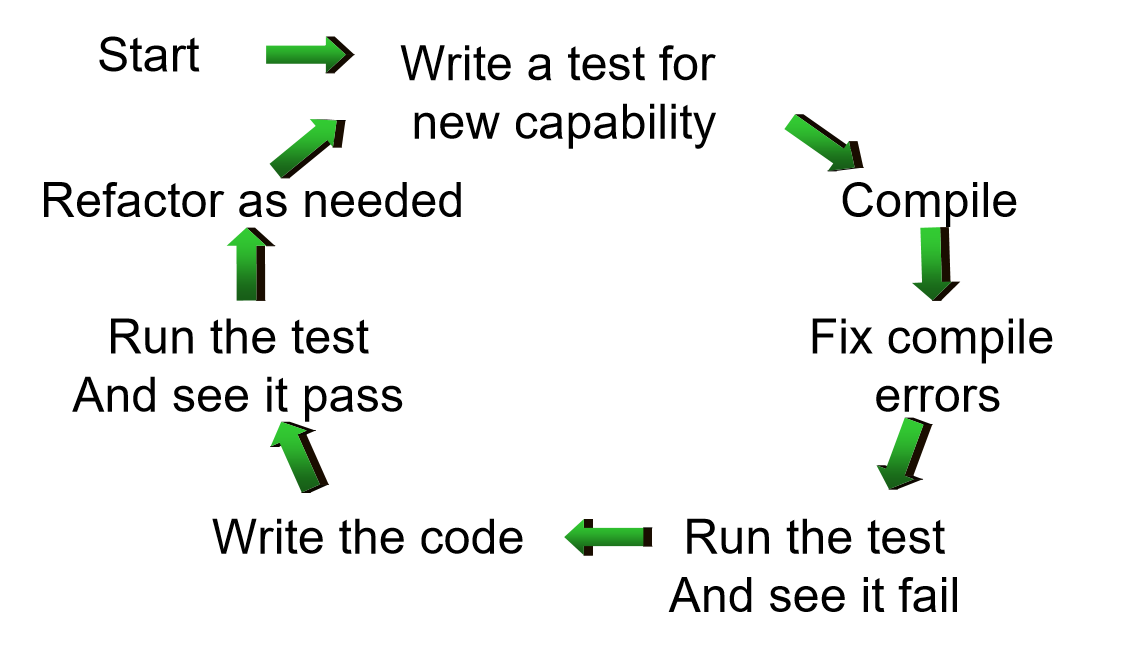 Start
Write a test for
new capability
Compile
Fix compile
errors
Run the test
And see it fail
Write the code
Run the test
And see it pass
Refactor as needed